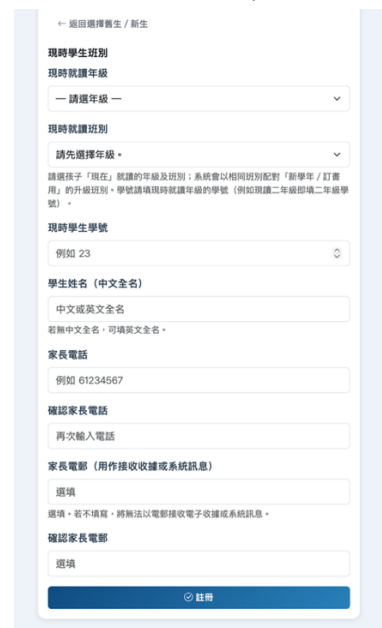 ← 返回選擇舊生 / 新生
現時學生班別
現時就讀年級
— 請選年級 —
現時就讀班別
請先選擇年級。
請選孩子「現在」就讀的年級及班別；系統會以相同班別配對「新學年 / 訂書
用」的升級班別。學號請填現時就讀年級的學號（例如現讀二年級即填二年級學
號）。
現時學生學號
例如 23
學生姓名（中文全名）
中文或英文全名
若無中文全名，可填英文全名。
家長電話
例如 61234567
確認家長電話
再次輸入電話
家長電郵（用作接收收據或系統訊息）
選填
選填。若不填寫，將無法以電郵接收電子收據或系統訊息。
確認家長電郵
選填
註冊